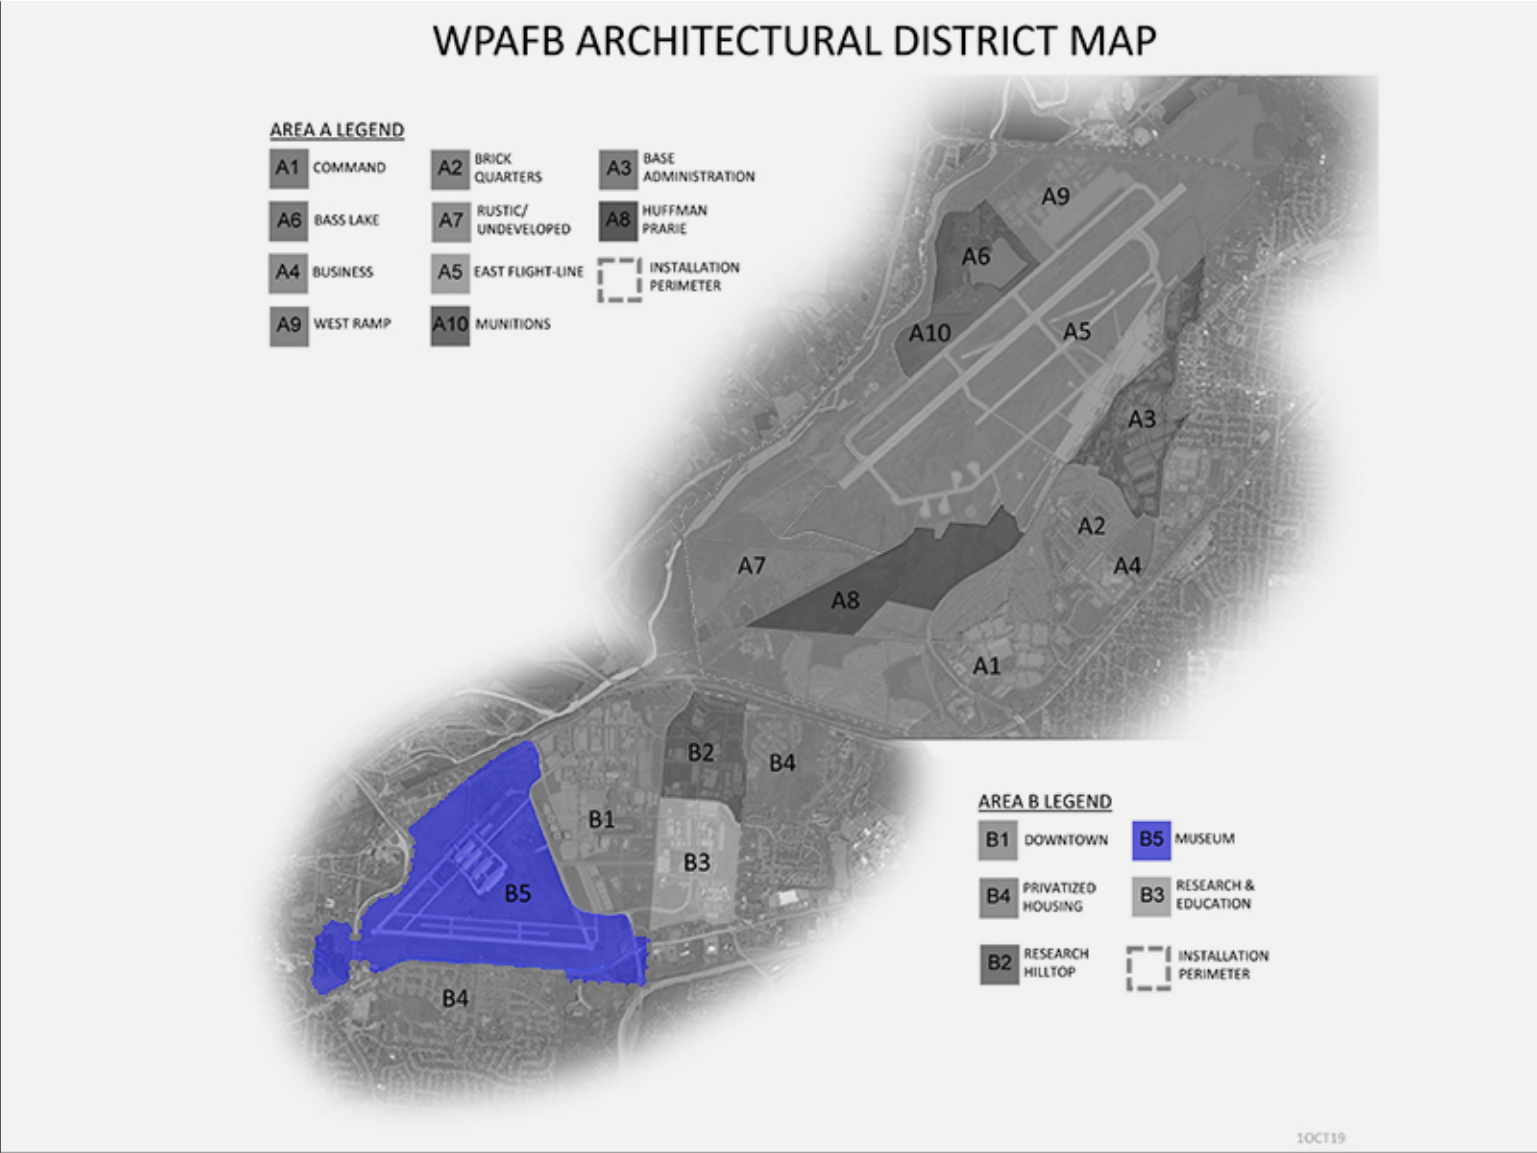 WPAFB ARCHITECTURAL DISTRICT MAP
AREA A LEGEND
A1 COMMAND
A2 BRICK
QUARTERS
A3 BASE
ADMINISTRATION
A6 BASS LAKE
A7 RUSTIC/
UNDEVELOPED
A8 HUFFMAN
PRARIE
A4 BUSINESS
A5 EAST FLIGHT-LINE
INSTALLATION
PERIMETER
A9 WEST RAMP
A10 MUNITIONS
A9
A6
A10
A5
A3
A2
A4
A7
A8
A1
B2
B4
B1
B3
B5
B4
AREA B LEGEND
B1 DOWNTOWN
B5 MUSEUM
B4 PRIVATIZED
HOUSING
B3 RESEARCH &
EDUCATION
B2 RESEARCH
HILLTOP
INSTALLATION
PERIMETER
1OCT19